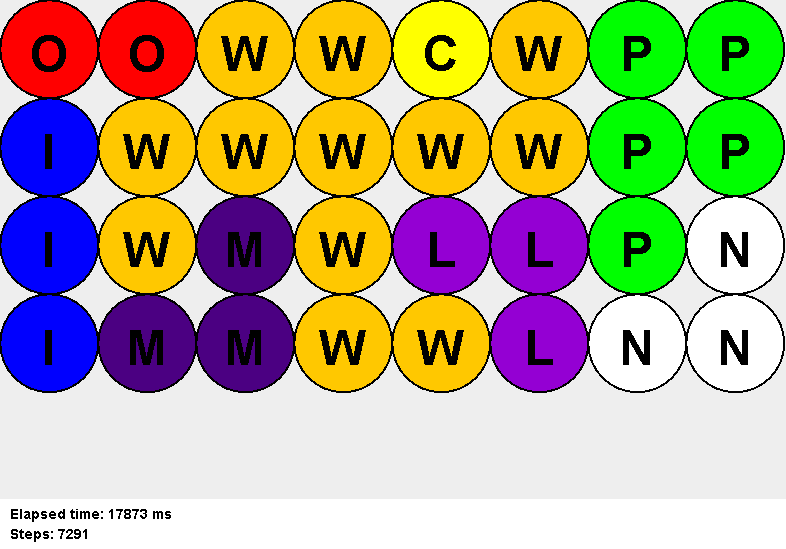 O O W W C W P P
I W W W W W P P
I W M W L L P N
I M M W W L N N
Elapsed time: 17873 ms
Steps: 7291